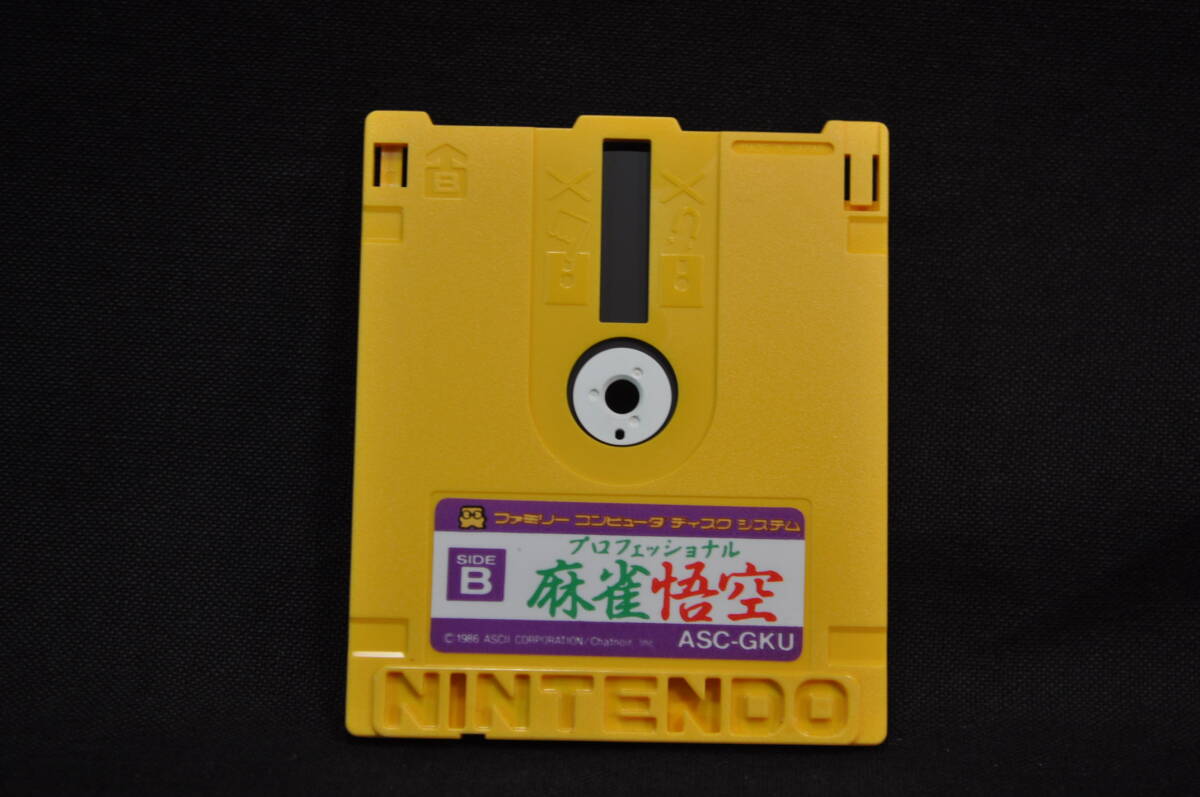 B
ファミリー コンピュータ ディスク システム
SIDE
B
プロフェッショナル
麻雀悟空
© 1986 ASCII CORPORATION/Chatnoir, Inc.
ASC-GKU
NINTENDO